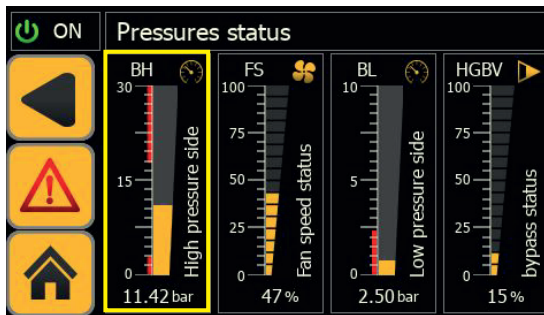 ON
Pressures status
BH
30
15
0
High pressure side
11.42 bar
FS
100
75
50
25
0
Fan speed status
47 %
BL
10
5
0
Low pressure side
2.50 bar
HGBV
100
75
50
25
0
bypass status
15 %